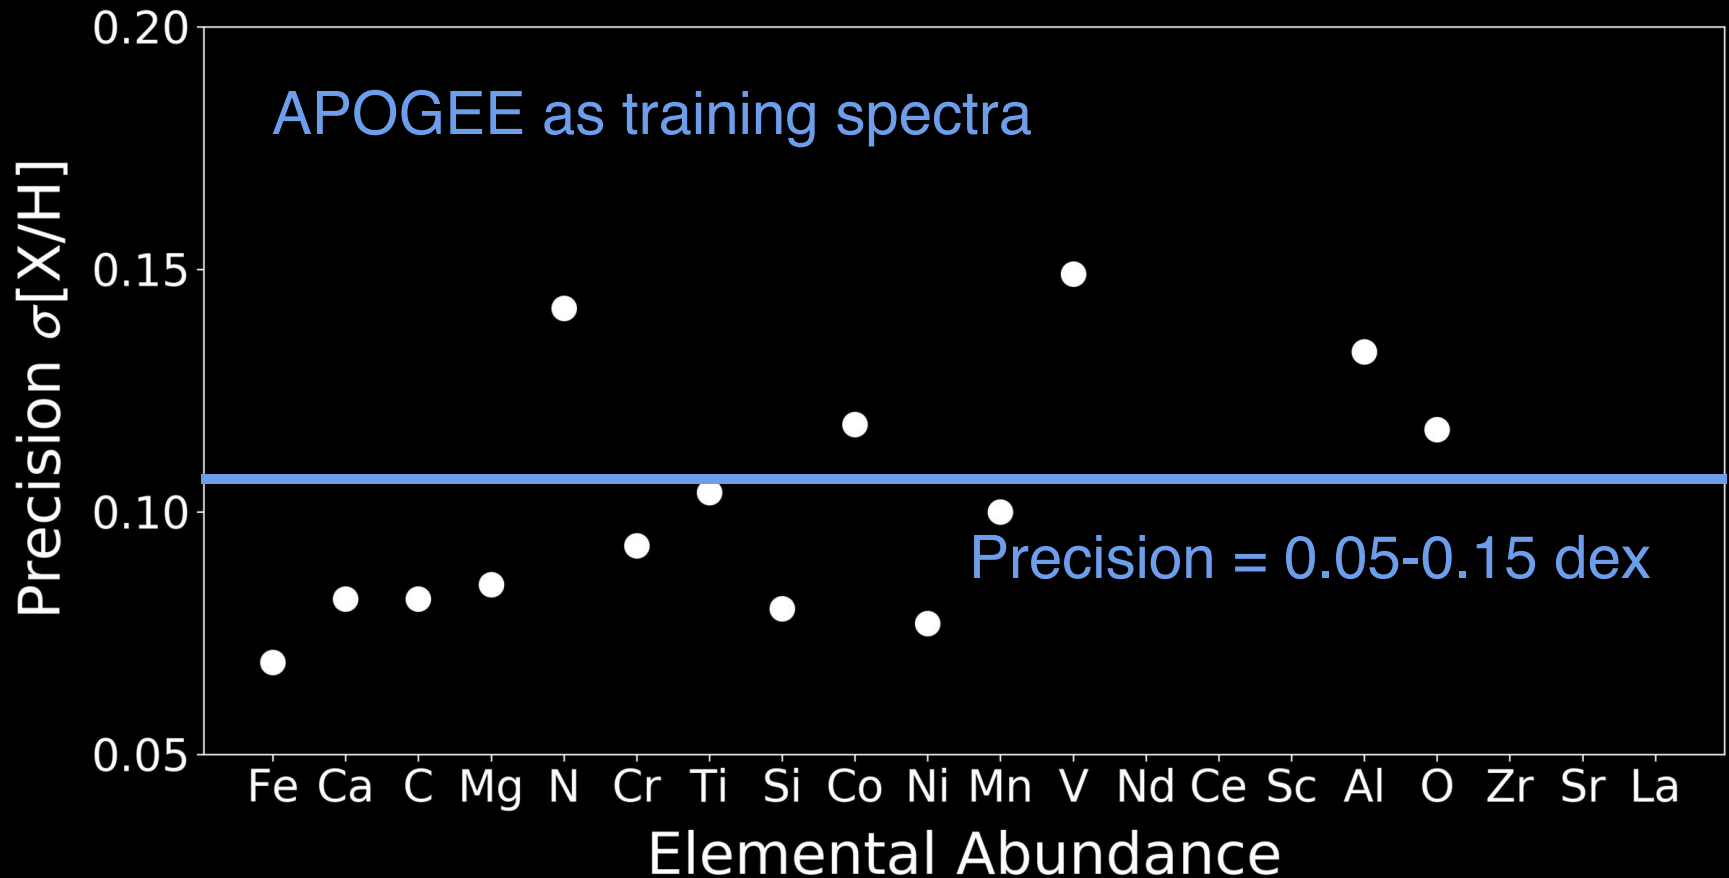 0.20
APOGEE as training spectra
0.15
0.10
Precision = 0.05-0.15 dex
0.05
Precision σ[X/H]
Fe Ca C Mg N Cr Ti Si Co Ni Mn V Nd Ce Sc Al O Zr Sr La
Elemental Abundance